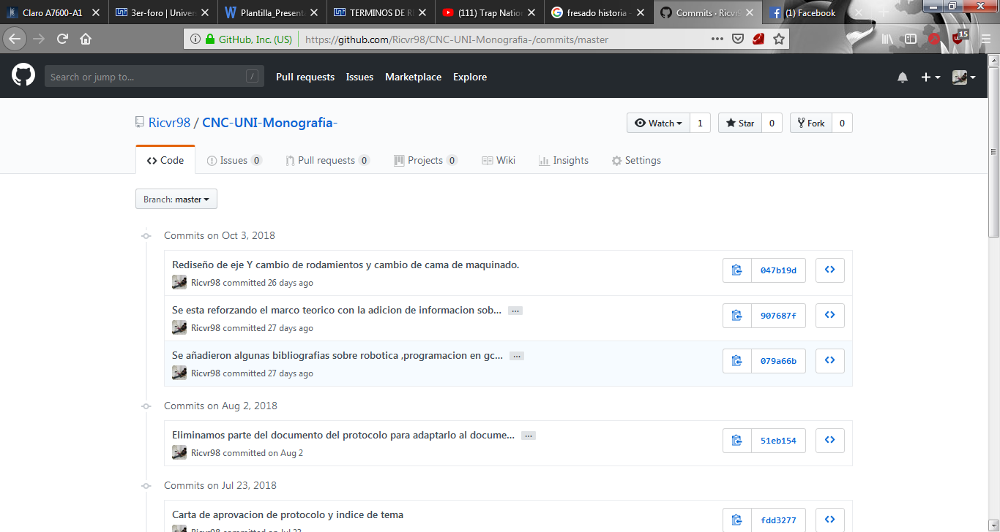 Claro A7600-A1
3er-foro | Univer
Plantilla_Present
TERMINOS DE R
(111) Trap Nation
fresado historia -
Commits · Ricvr9
(1) Facebook
GitHub, Inc. (US)
https://github.com/Ricvr98/CNC-UNI-Monografia-/commits/master
15
Search or jump to...
/
Pull requests
Issues
Marketplace
Explore
Ricvr98 / CNC-UNI-Monografia-
Watch
1
Star
0
Fork
0
Code
Issues 0
Pull requests 0
Projects 0
Wiki
Insights
Settings
Branch: master
Commits on Oct 3, 2018
Rediseño de eje Y cambio de rodamientos y cambio de cama de maquinado.
047b19d
Ricvr98 committed 26 days ago
Se esta reforzando el marco teorico con la adicion de informacion sob... …
907687f
Ricvr98 committed 27 days ago
Se añadieron algunas bibliografias sobre robotica ,programacion en gc... …
079a66b
Ricvr98 committed 27 days ago
Commits on Aug 2, 2018
Eliminamos parte del documento del protocolo para adaptarlo al docume... …
51eb154
Ricvr98 committed on Aug 2
Commits on Jul 23, 2018
Carta de aprovacion de protocolo y indice de tema
fdd3277
Ricvr98 committed on Jul 23